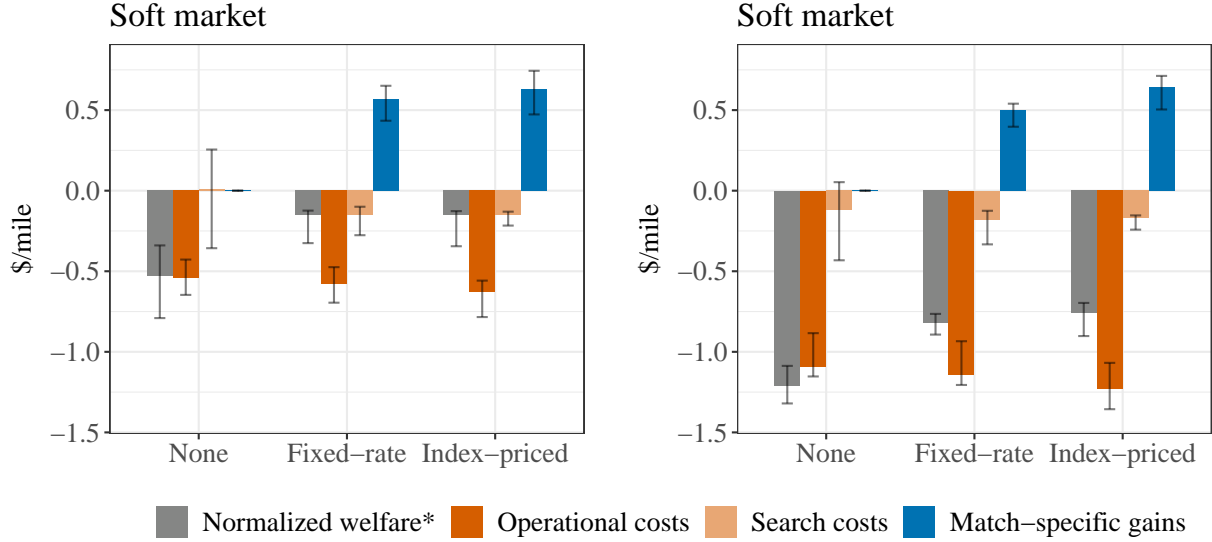 Soft market
Soft market
$/mile
0.5
0.0
−0.5
−1.0
−1.5
None
Fixed−rate
Index−priced
$/mile
0.5
0.0
−0.5
−1.0
−1.5
None
Fixed−rate
Index−priced
Normalized welfare*
Operational costs
Search costs
Match−specific gains